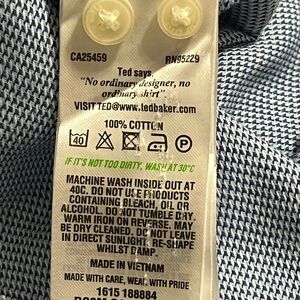 CA25459 RN95229
Ted says,
"No ordinary designer, no
ordinary shirt".
VISIT TED@www.tedbaker.com
100% COTTON
40 P
IF IT'S NOT TOO DIRTY, WASH AT 30°C
MACHINE WASH INSIDE OUT AT
40C. DO NOT USE PRODUCTS
CONTAINING BLEACH, OIL OR
ALCOHOL. DO NOT TUMBLE DRY.
WARM IRON ON REVERSE. MAY
BE DRY CLEANED. DO NOT LEAVE
IN DIRECT SUNLIGHT. RE-SHAPE
WHILST DAMP.
MADE IN VIETNAM
MADE WITH CARE, WEAR WITH PRIDE
1615 188884